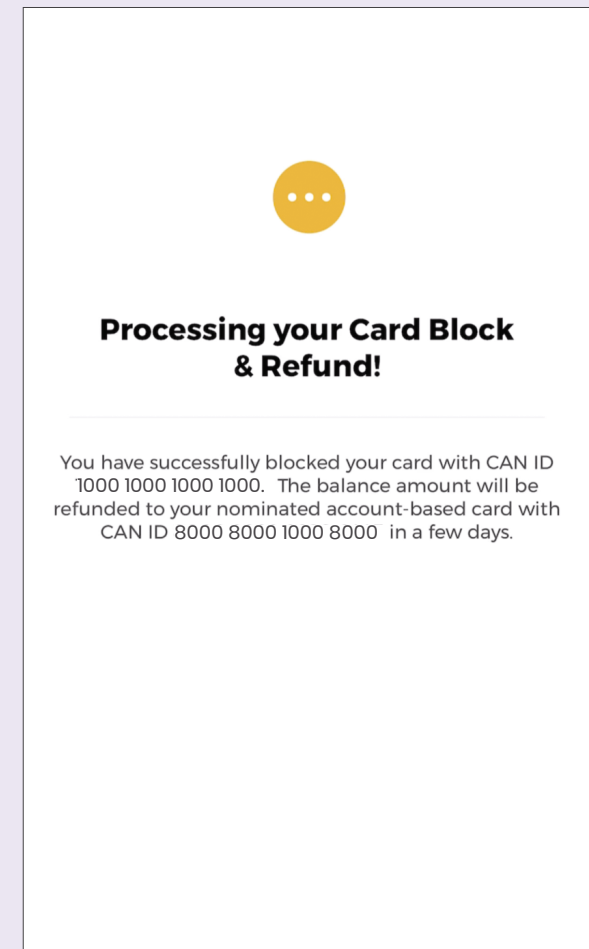 Processing your Card Block
& Refund!
You have successfully blocked your card with CAN ID
1000 1000 1000 1000. The balance amount will be
refunded to your nominated account-based card with
CAN ID 8000 8000 1000 8000 in a few days.